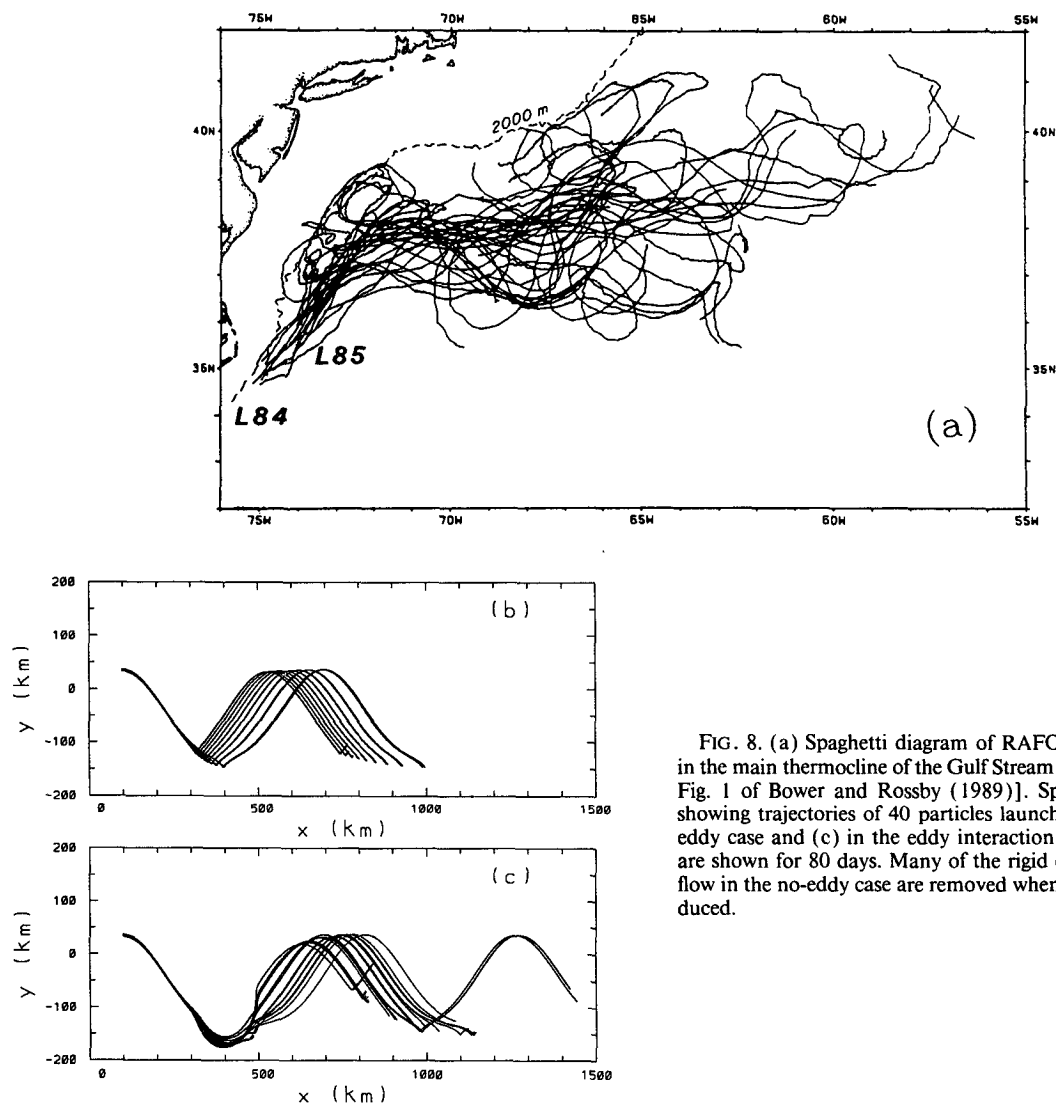 75W 70W 65W 60W 55W
40N 40N
2000 m
35N 35N
L85
L84
(a)
75W 70W 65W 60W 55W
200
100
0
-100
-200
y (km)
(b)
0 500 1000 1500
x (km)
200
100
0
-100
-200
y (km)
(c)
0 500 1000 1500
x (km)
FIG. 8. (a) Spaghetti diagram of RAFO
in the main thermocline of the Gulf Stream
Fig. 1 of Bower and Rossby (1989)]. Sp
showing trajectories of 40 particles launch
eddy case and (c) in the eddy interaction
are shown for 80 days. Many of the rigid
flow in the no-eddy case are removed when
duced.